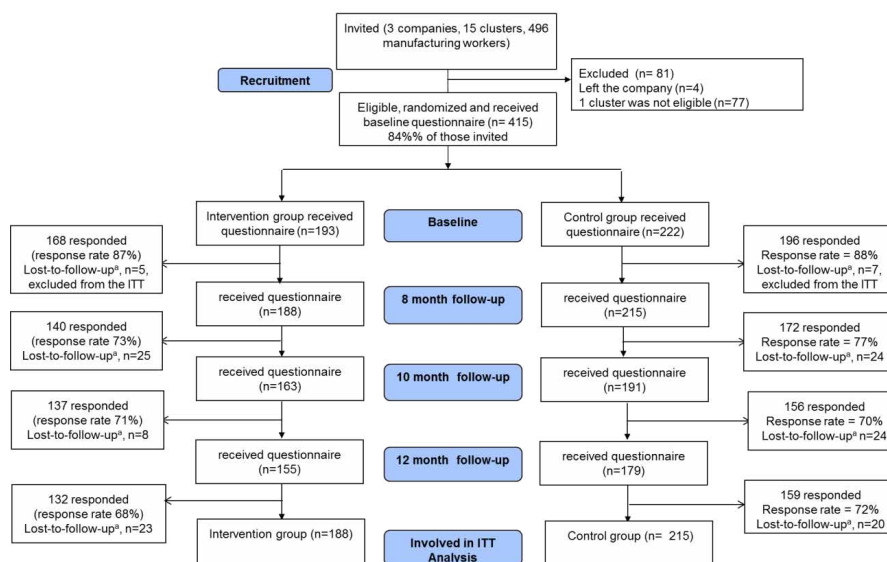 Invited (3 companies, 15 clusters, 496
manufacturing workers)
Recruitment
Excluded (n= 81)
Left the company (n=4)
1 cluster was not eligible (n=77)
Eligible, randomized and received
baseline questionnaire (n= 415)
84%% of those invited
Intervention group received
questionnaire (n=193)
Baseline
Control group received
questionnaire (n=222)
168 responded
(response rate 87%)
Lost-to-follow-upª, n=5,
excluded from the ITT
196 responded
Response rate = 88%
Lost-to-follow-upª, n=7,
excluded from the ITT
received questionnaire
(n=188)
8 month follow-up
received questionnaire
(n=215)
140 responded
(response rate 73%)
Lost-to-follow-upª, n=25
172 responded
Response rate = 77%
Lost-to-follow-upª, n=24
received questionnaire
(n=163)
10 month follow-up
received questionnaire
(n=191)
137 responded
(response rate 71%)
Lost-to-follow-upª, n=8
156 responded
Response rate = 70%
Lost-to-follow-upª n=24
received questionnaire
(n=155)
12 month follow-up
received questionnaire
(n=179)
132 responded
(response rate 68%)
Lost-to-follow-upª, n=23
159 responded
Response rate = 72%
Lost-to-follow-upª, n=20
Intervention group (n=188)
Involved in ITT
Analysis
Control group (n= 215)